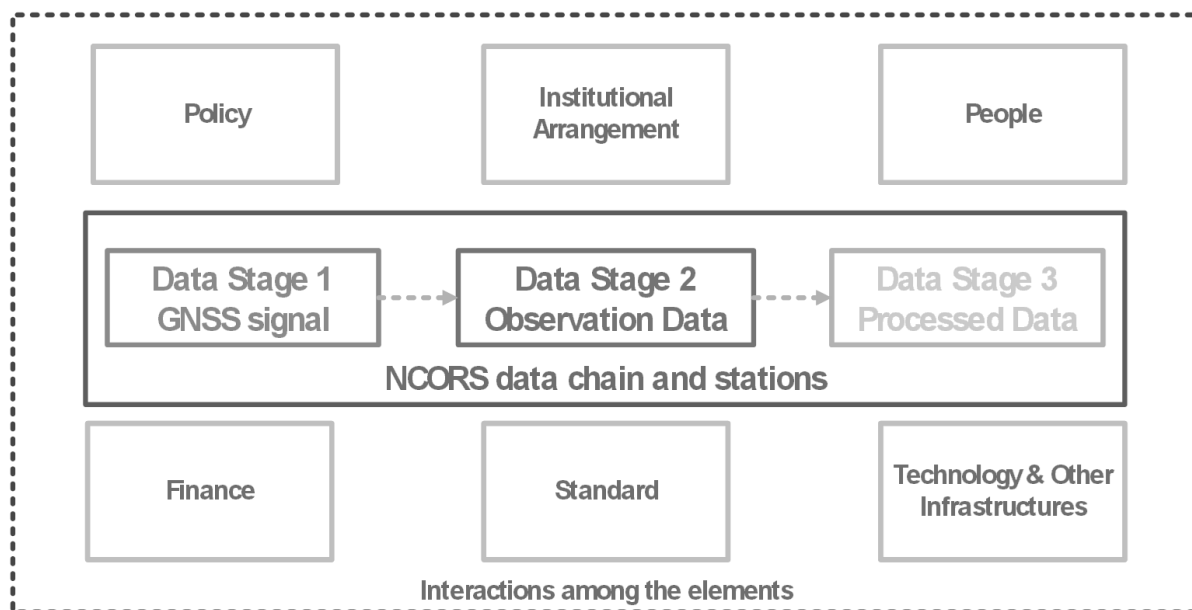 Policy
Institutional
Arrangement
People
Data Stage 1
GNSS signal
Data Stage 2
Observation Data
Data Stage 3
Processed Data
NCORS data chain and stations
Finance
Standard
Technology & Other
Infrastructures
Interactions among the elements